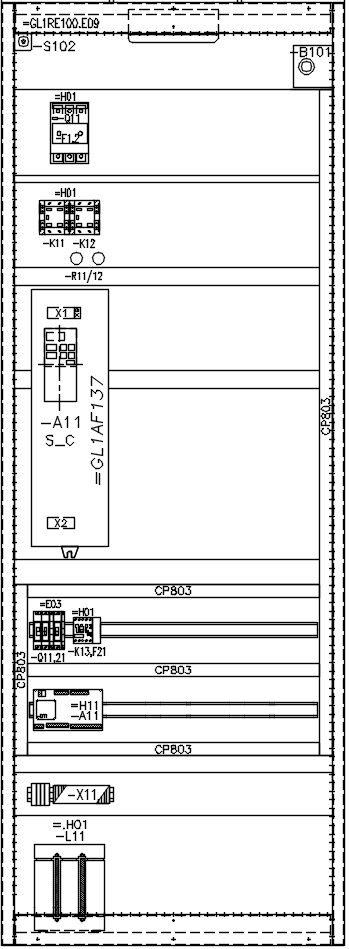 =GL1RE100.E09
-S102
-B101
=H01
-Q11
-F1,2
=H01
-K11 -K12
-R11/12
X1
-A11
S_C
=GL1AF137
X2
CP803
CP803
=E03 =H01
-Q11,21 -K13,F21
CP803
CP803
=H11
-A11
CP803
-X11
=.H01
-L11